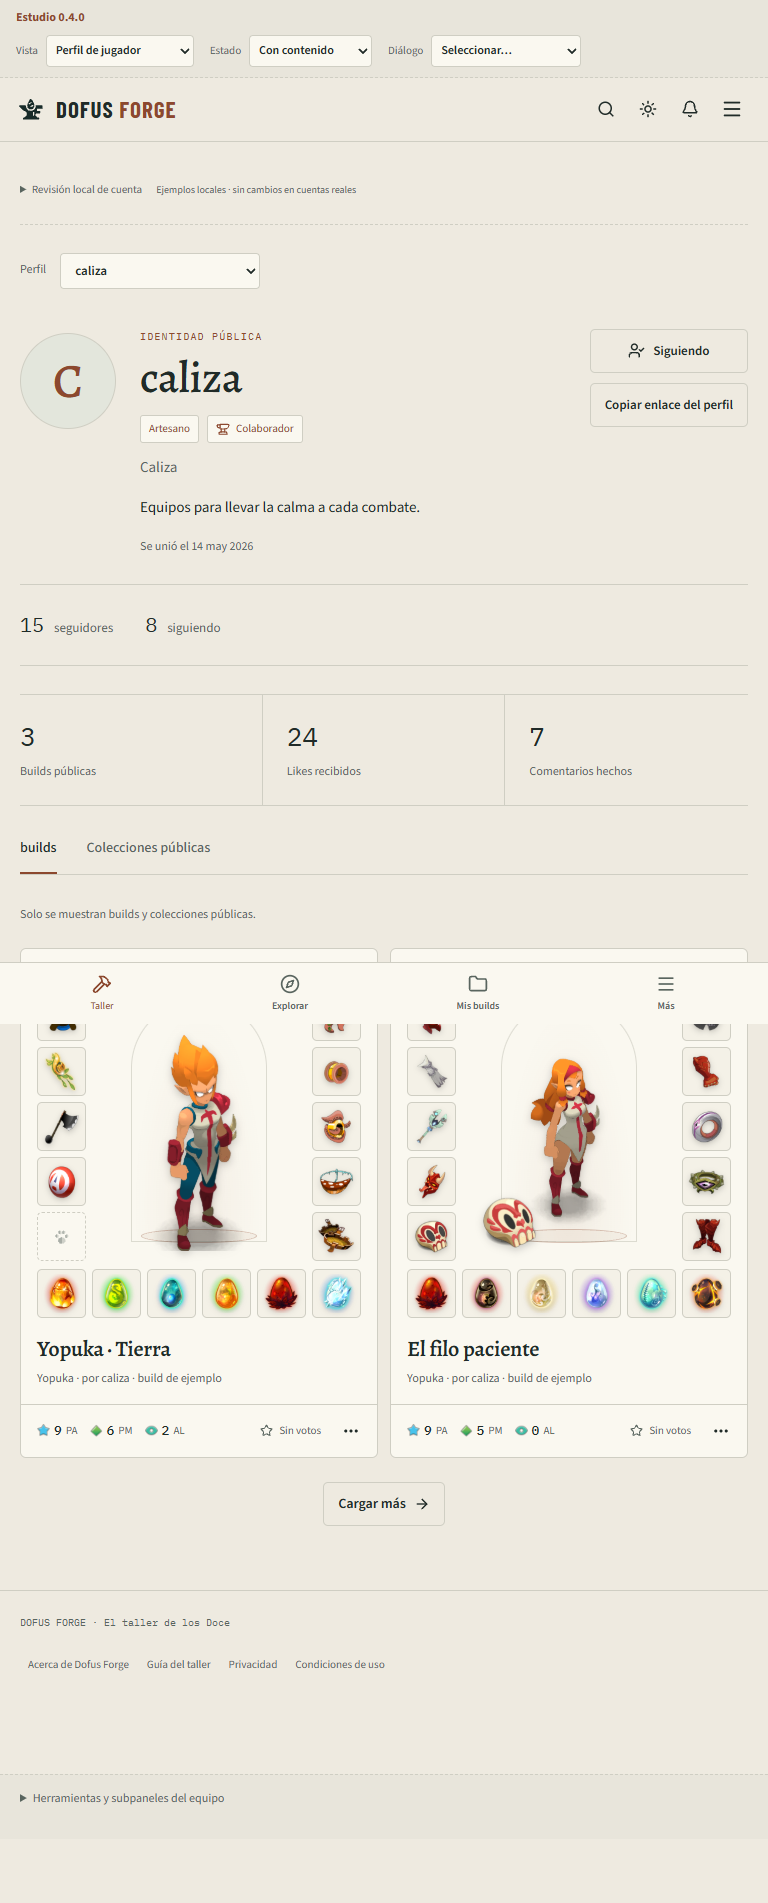 Estudio 0.4.0
Vista Perfil de jugador Estado Con contenido Diálogo Seleccionar...
DOFUS FORGE
Revisión local de cuenta Ejemplos locales · sin cambios en cuentas reales
Perfil caliza
C
IDENTIDAD PÚBLICA
caliza
Artesano Colaborador
Caliza
Equipos para llevar la calma a cada combate.
Se unió el 14 may 2026
Siguiendo
Copiar enlace del perfil
15 seguidores 8 siguiendo
3 24 7
Builds públicas Likes recibidos Comentarios hechos
builds Colecciones públicas
Solo se muestran builds y colecciones públicas.
Taller Explorar Mis builds Más
Yopuka · Tierra
Yopuka · por caliza · build de ejemplo
9 PA 6 PM 2 AL Sin votos
El filo paciente
Yopuka · por caliza · build de ejemplo
9 PA 5 PM 0 AL Sin votos
Cargar más
DOFUS FORGE · El taller de los Doce
Acerca de Dofus Forge Guía del taller Privacidad Condiciones de uso
Herramientas y subpaneles del equipo